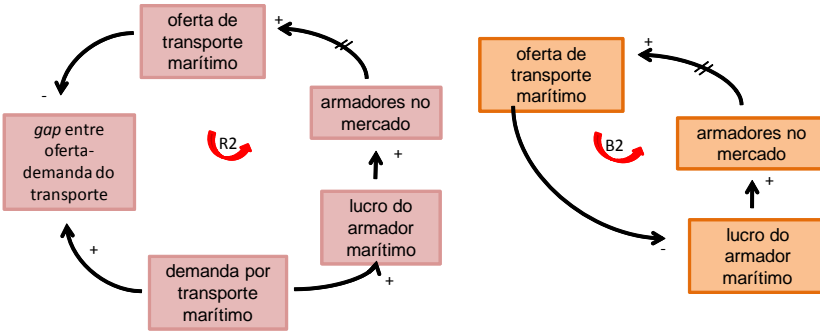 oferta de
transporte
marítimo
+
-
armadores no
mercado
gap entre
oferta-
demanda do
transporte
R2
+
lucro do
armador
marítimo
+
demanda por
transporte
marítimo
+
oferta de
transporte
marítimo
+
armadores no
mercado
B2
+
lucro do
armador
marítimo
-